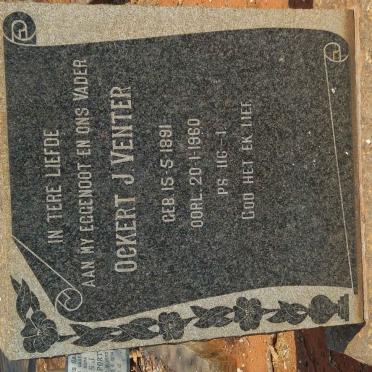 IN TERE LIEFDE
AAN MY EGGENOOT EN ONS VADER
OCKERT J VENTER
GEB. 15-5-1891
OORL. 20-1-1960
PS. 116-1.
GOD HET EK LIEF